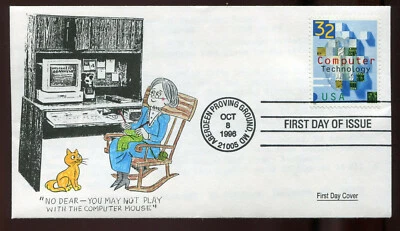 32
Computer
Technology
USA
ABERDEEN PROVING GROUND, MD
OCT
8
1996
21005
FIRST DAY OF ISSUE
"NO DEAR — YOU MAY NOT PLAY
WITH THE COMPUTER MOUSE"
First Day Cover